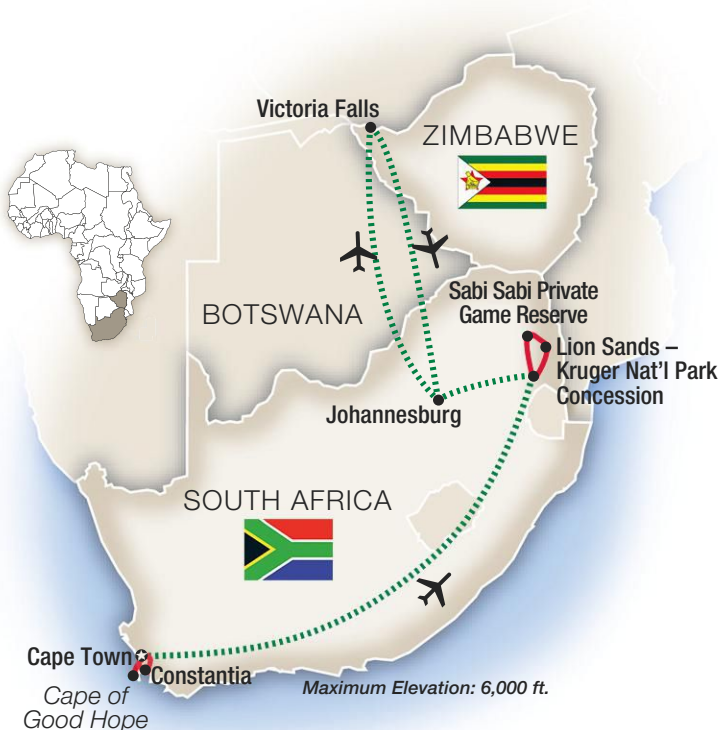 Victoria Falls
ZIMBABWE
BOTSWANA
Sabi Sabi Private
Game Reserve
Lion Sands –
Kruger Nat’l Park
Concession
Johannesburg
SOUTH AFRICA
Cape Town
Constantia
Cape of
Good Hope
Maximum Elevation: 6,000 ft.